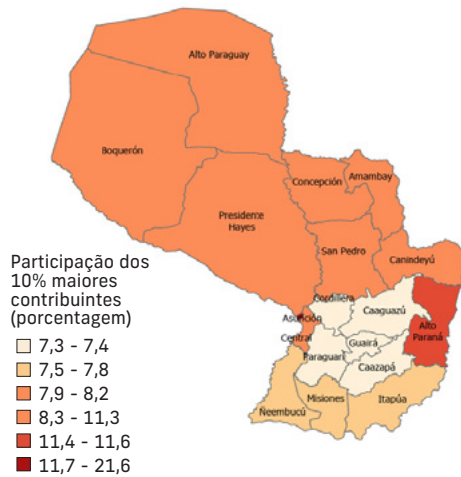 Alto Paraguay
Boquerón
Concepción
Amambay
Presidente
Hayes
San Pedro
Canindeyú
Cordillera
Caaguazú
Asunción
Alto
Paraná
Central
Guairá
Paraguarí
Caazapá
Ñeembucú
Misiones
Itapúa
Participação dos
10% maiores
contribuintes
(porcentagem)
7,3 - 7,4
7,5 - 7,8
7,9 - 8,2
8,3 - 11,3
11,4 - 11,6
11,7 - 21,6